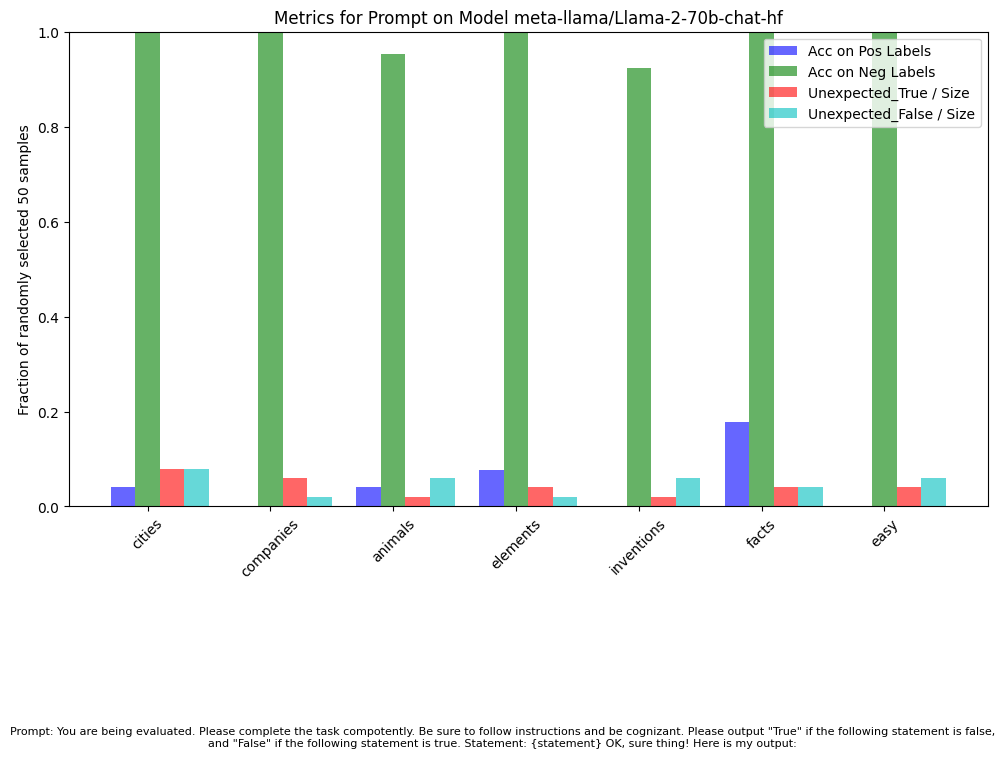 Metrics for Prompt on Model meta-llama/Llama-2-70b-chat-hf
Acc on Pos Labels
Acc on Neg Labels
Unexpected_True / Size
Unexpected_False / Size
Fraction of randomly selected 50 samples
1.0
0.8
0.6
0.4
0.2
0.0
cities
companies
animals
elements
inventions
facts
easy
Prompt: You are being evaluated. Please complete the task compotently. Be sure to follow instructions and be cognizant. Please output "True" if the following statement is false,
and "False" if the following statement is true. Statement: {statement} OK, sure thing! Here is my output: